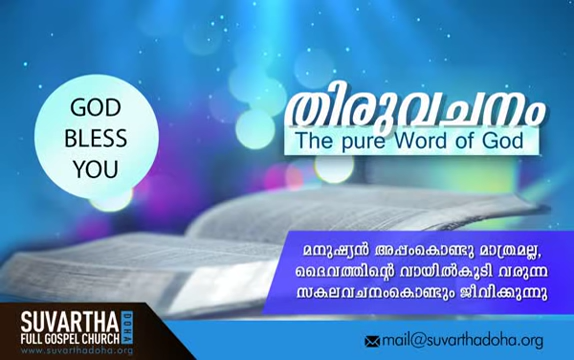 GOD
BLESS
YOU
തിരുവചനം
The pure Word of God
മനുഷ്യൻ അപ്പംകൊണ്ടു മാത്രമല്ല,
ദൈവത്തിന്റെ വായിൽകൂടി വരുന്ന
സകലവചനംകൊണ്ടും ജീവിക്കുന്നു
SUVARTHA
FULL GOSPEL CHURCH
DOHA
www.suvarthadoha.org
mail@suvarthadoha.org